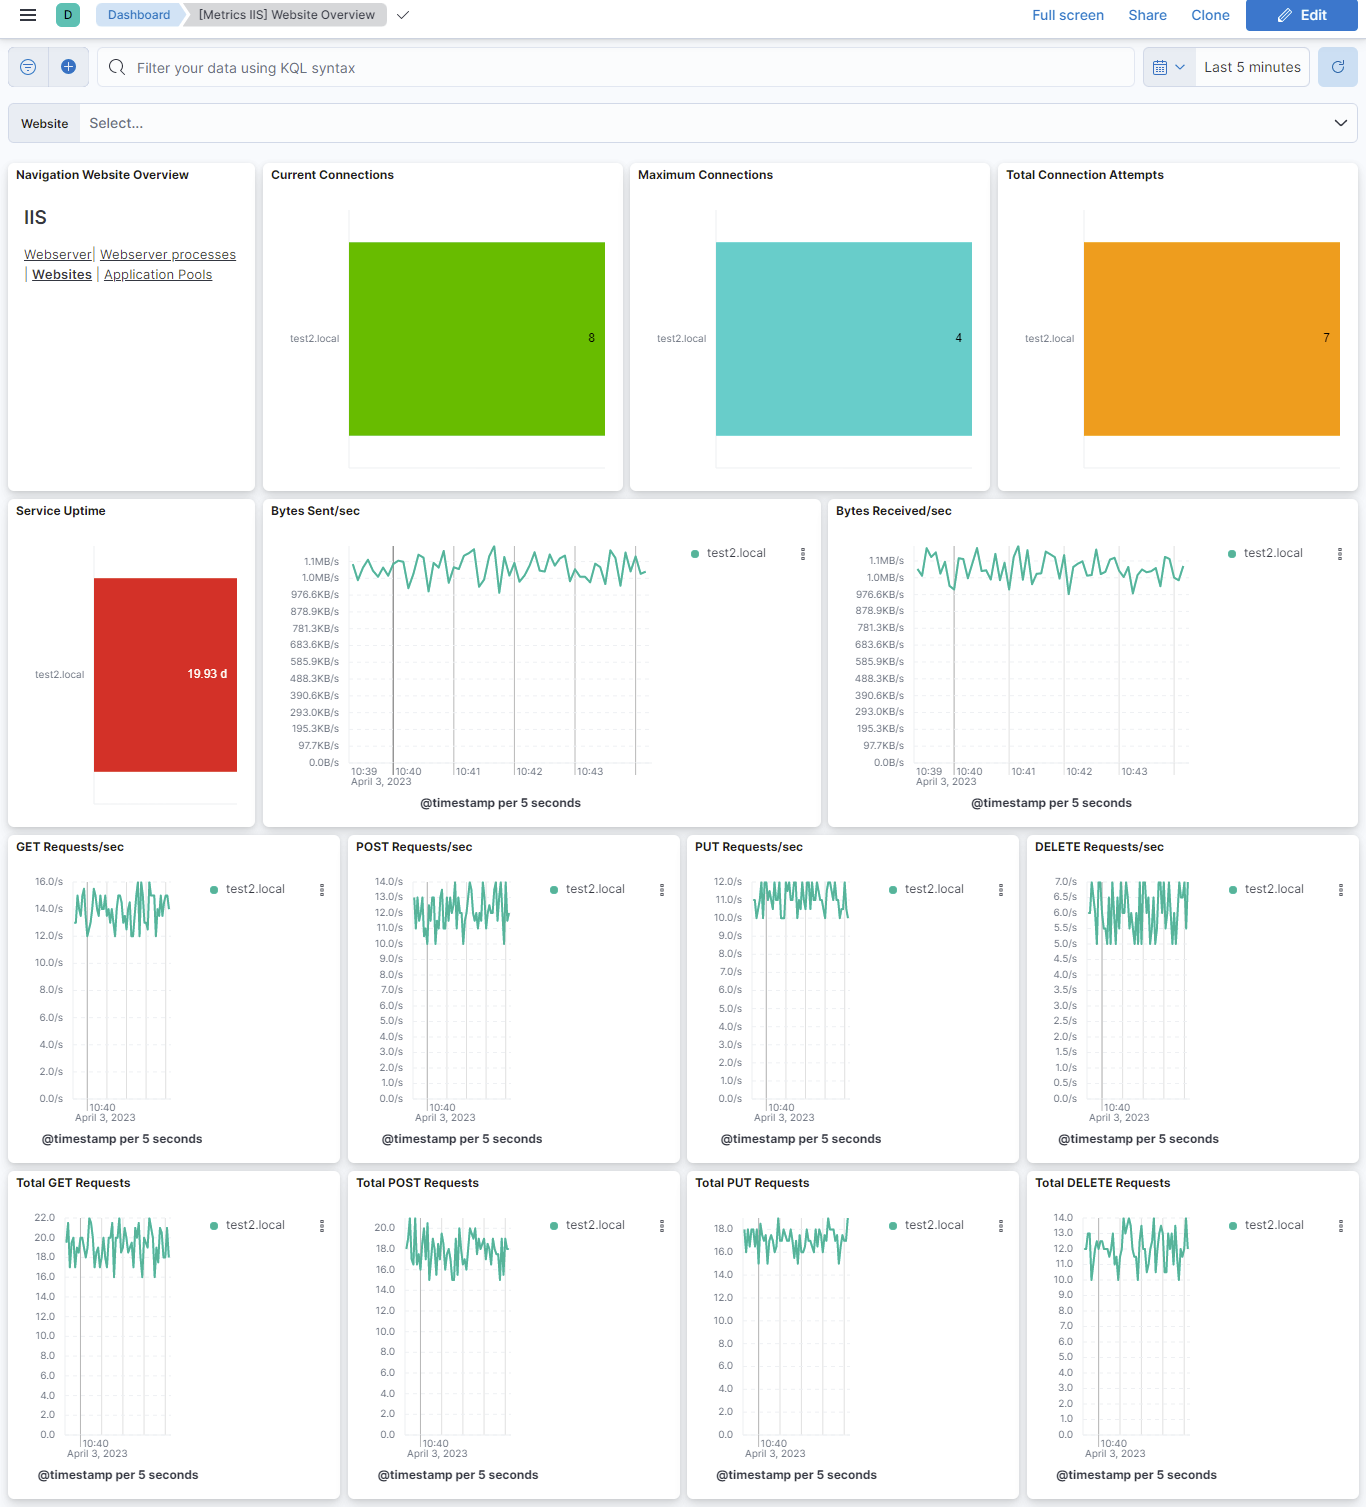 D Dashboard [Metrics IIS] Website Overview Full screen Share Clone Edit
Filter your data using KQL syntax Last 5 minutes
Website Select...
Navigation Website Overview
IIS
Webserver| Webserver processes
| Websites | Application Pools
Current Connections
test2.local 8
Maximum Connections
test2.local 4
Total Connection Attempts
test2.local 7
Service Uptime
test2.local 19.93 d
Bytes Sent/sec
test2.local
1.1MB/s
1.0MB/s
976.6KB/s
878.9KB/s
781.3KB/s
683.6KB/s
585.9KB/s
488.3KB/s
390.6KB/s
293.0KB/s
195.3KB/s
97.7KB/s
0.0B/s
10:39 10:40 10:41 10:42 10:43
April 3, 2023
@timestamp per 5 seconds
Bytes Received/sec
test2.local
1.1MB/s
1.0MB/s
976.6KB/s
878.9KB/s
781.3KB/s
683.6KB/s
585.9KB/s
488.3KB/s
390.6KB/s
293.0KB/s
195.3KB/s
97.7KB/s
0.0B/s
10:39 10:40 10:41 10:42 10:43
April 3, 2023
@timestamp per 5 seconds
GET Requests/sec
test2.local
16.0/s
14.0/s
12.0/s
10.0/s
8.0/s
6.0/s
4.0/s
2.0/s
0.0/s
10:40
April 3, 2023
@timestamp per 5 seconds
POST Requests/sec
test2.local
14.0/s
13.0/s
12.0/s
11.0/s
10.0/s
9.0/s
8.0/s
7.0/s
6.0/s
5.0/s
4.0/s
3.0/s
2.0/s
1.0/s
0.0/s
10:40
April 3, 2023
@timestamp per 5 seconds
PUT Requests/sec
test2.local
12.0/s
11.0/s
10.0/s
9.0/s
8.0/s
7.0/s
6.0/s
5.0/s
4.0/s
3.0/s
2.0/s
1.0/s
0.0/s
10:40
April 3, 2023
@timestamp per 5 seconds
DELETE Requests/sec
test2.local
7.0/s
6.5/s
6.0/s
5.5/s
5.0/s
4.5/s
4.0/s
3.5/s
3.0/s
2.5/s
2.0/s
1.5/s
1.0/s
0.5/s
0.0/s
10:40
April 3, 2023
@timestamp per 5 seconds
Total GET Requests
test2.local
22.0
20.0
18.0
16.0
14.0
12.0
10.0
8.0
6.0
4.0
2.0
0.0
10:40
April 3, 2023
@timestamp per 5 seconds
Total POST Requests
test2.local
20.0
18.0
16.0
14.0
12.0
10.0
8.0
6.0
4.0
2.0
0.0
10:40
April 3, 2023
@timestamp per 5 seconds
Total PUT Requests
test2.local
18.0
16.0
14.0
12.0
10.0
8.0
6.0
4.0
2.0
0.0
10:40
April 3, 2023
@timestamp per 5 seconds
Total DELETE Requests
test2.local
14.0
13.0
12.0
11.0
10.0
9.0
8.0
7.0
6.0
5.0
4.0
3.0
2.0
1.0
0.0
10:40
April 3, 2023
@timestamp per 5 seconds